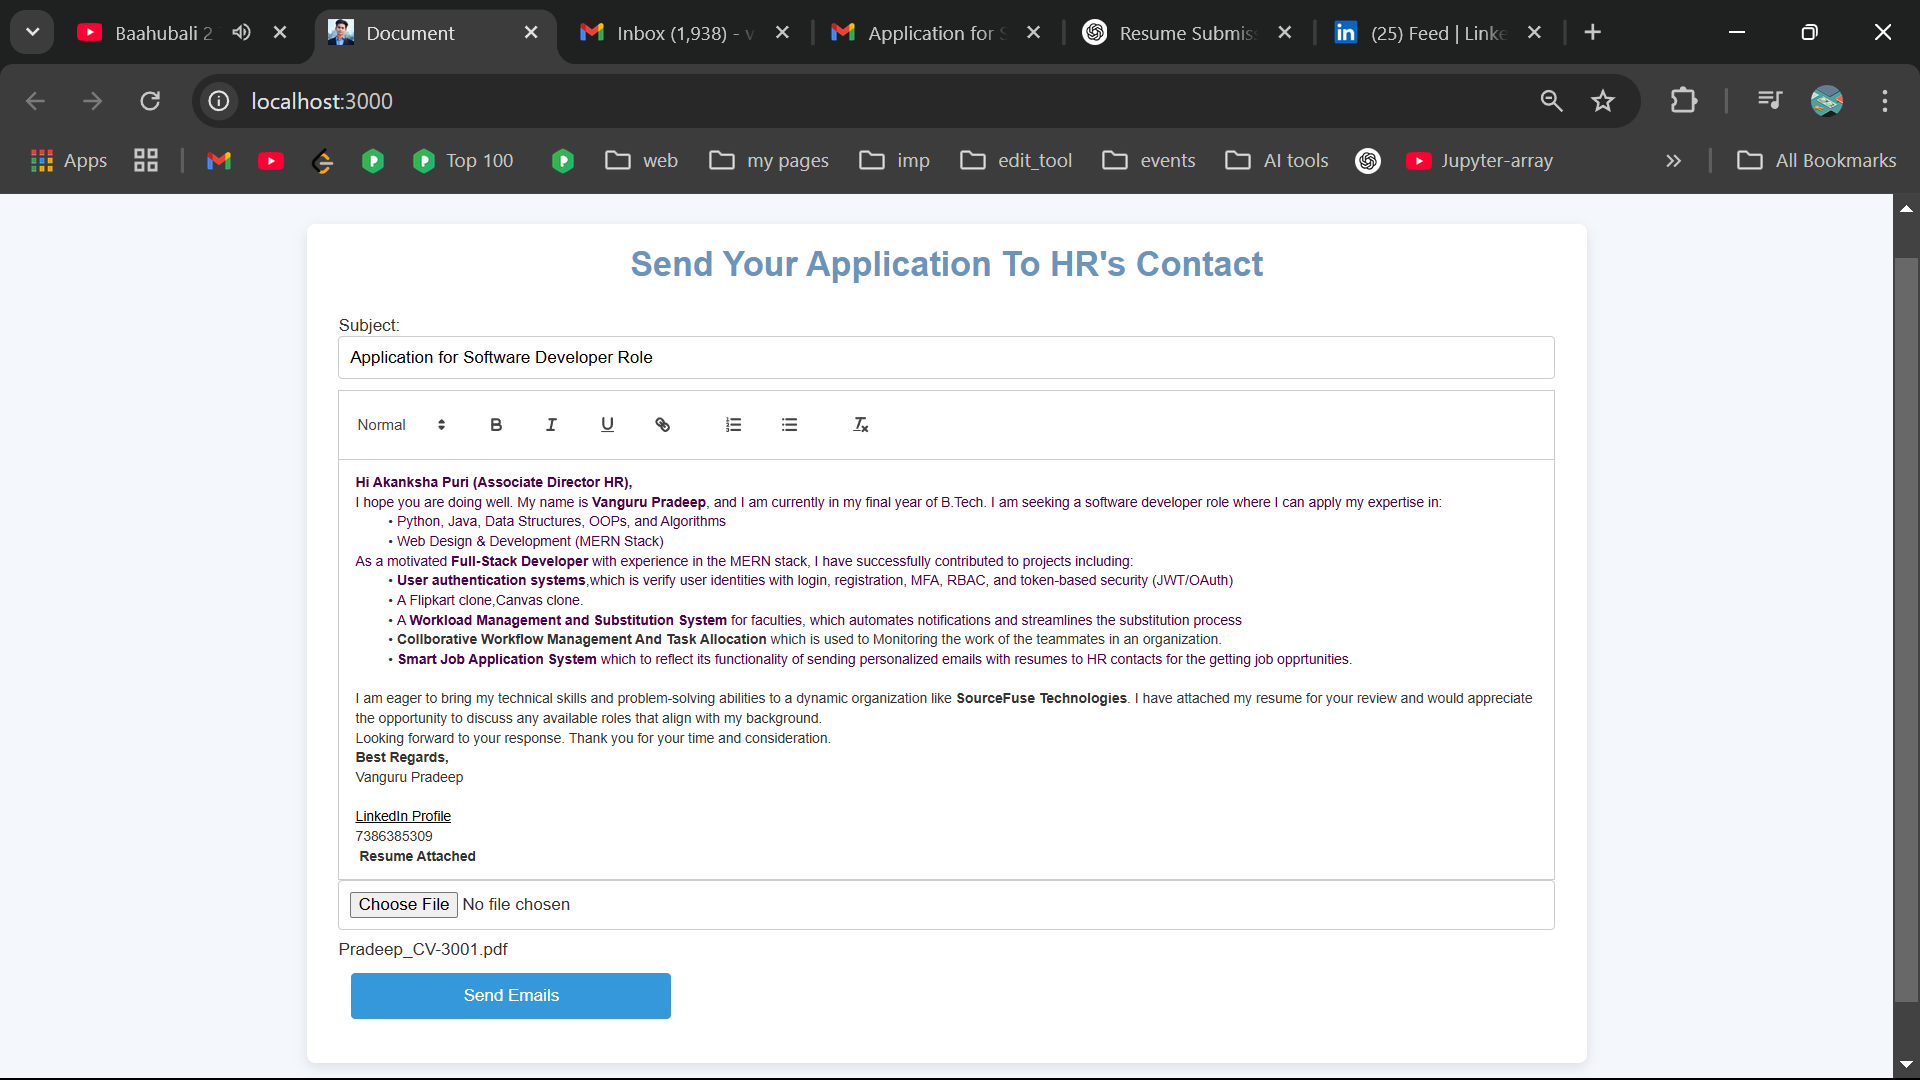 Baahubali 2
Document
Inbox (1,938) - v
Application for S
Resume Submis
(25) Feed | Linke
localhost:3000
Apps
Top 100
web
my pages
imp
edit_tool
events
AI tools
Jupyter-array
All Bookmarks
Send Your Application To HR's Contact
Subject:
Application for Software Developer Role
Normal
Hi Akanksha Puri (Associate Director HR),
I hope you are doing well. My name is Vanguru Pradeep, and I am currently in my final year of B.Tech. I am seeking a software developer role where I can apply my expertise in:
• Python, Java, Data Structures, OOPs, and Algorithms
• Web Design & Development (MERN Stack)
As a motivated Full-Stack Developer with experience in the MERN stack, I have successfully contributed to projects including:
• User authentication systems,which is verify user identities with login, registration, MFA, RBAC, and token-based security (JWT/OAuth)
• A Flipkart clone,Canvas clone.
• A Workload Management and Substitution System for faculties, which automates notifications and streamlines the substitution process
• Collborative Workflow Management And Task Allocation which is used to Monitoring the work of the teammates in an organization.
• Smart Job Application System which to reflect its functionality of sending personalized emails with resumes to HR contacts for the getting job opprtunities.
I am eager to bring my technical skills and problem-solving abilities to a dynamic organization like SourceFuse Technologies. I have attached my resume for your review and would appreciate
the opportunity to discuss any available roles that align with my background.
Looking forward to your response. Thank you for your time and consideration.
Best Regards,
Vanguru Pradeep
LinkedIn Profile
7386385309
Resume Attached
Choose File No file chosen
Pradeep_CV-3001.pdf
Send Emails